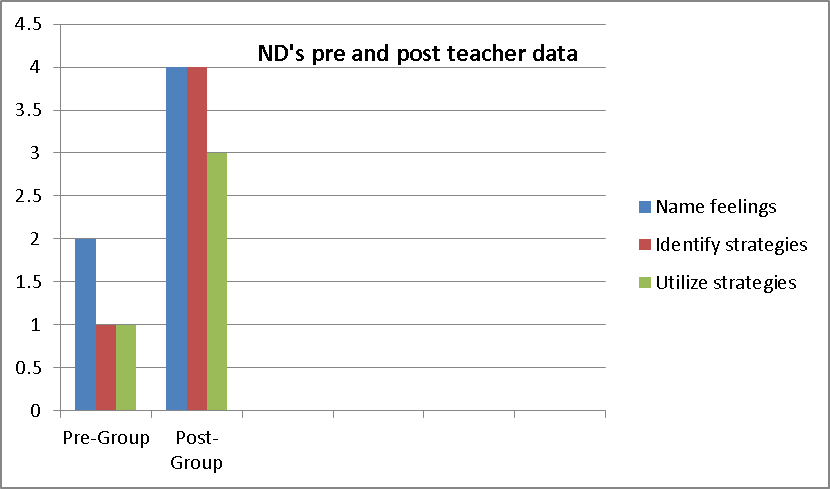 ND's pre and post teacher data
4.5
4
3.5
3
2.5
2
1.5
1
0.5
0
Pre-Group
Post-
Group
Name feelings
Identify strategies
Utilize strategies